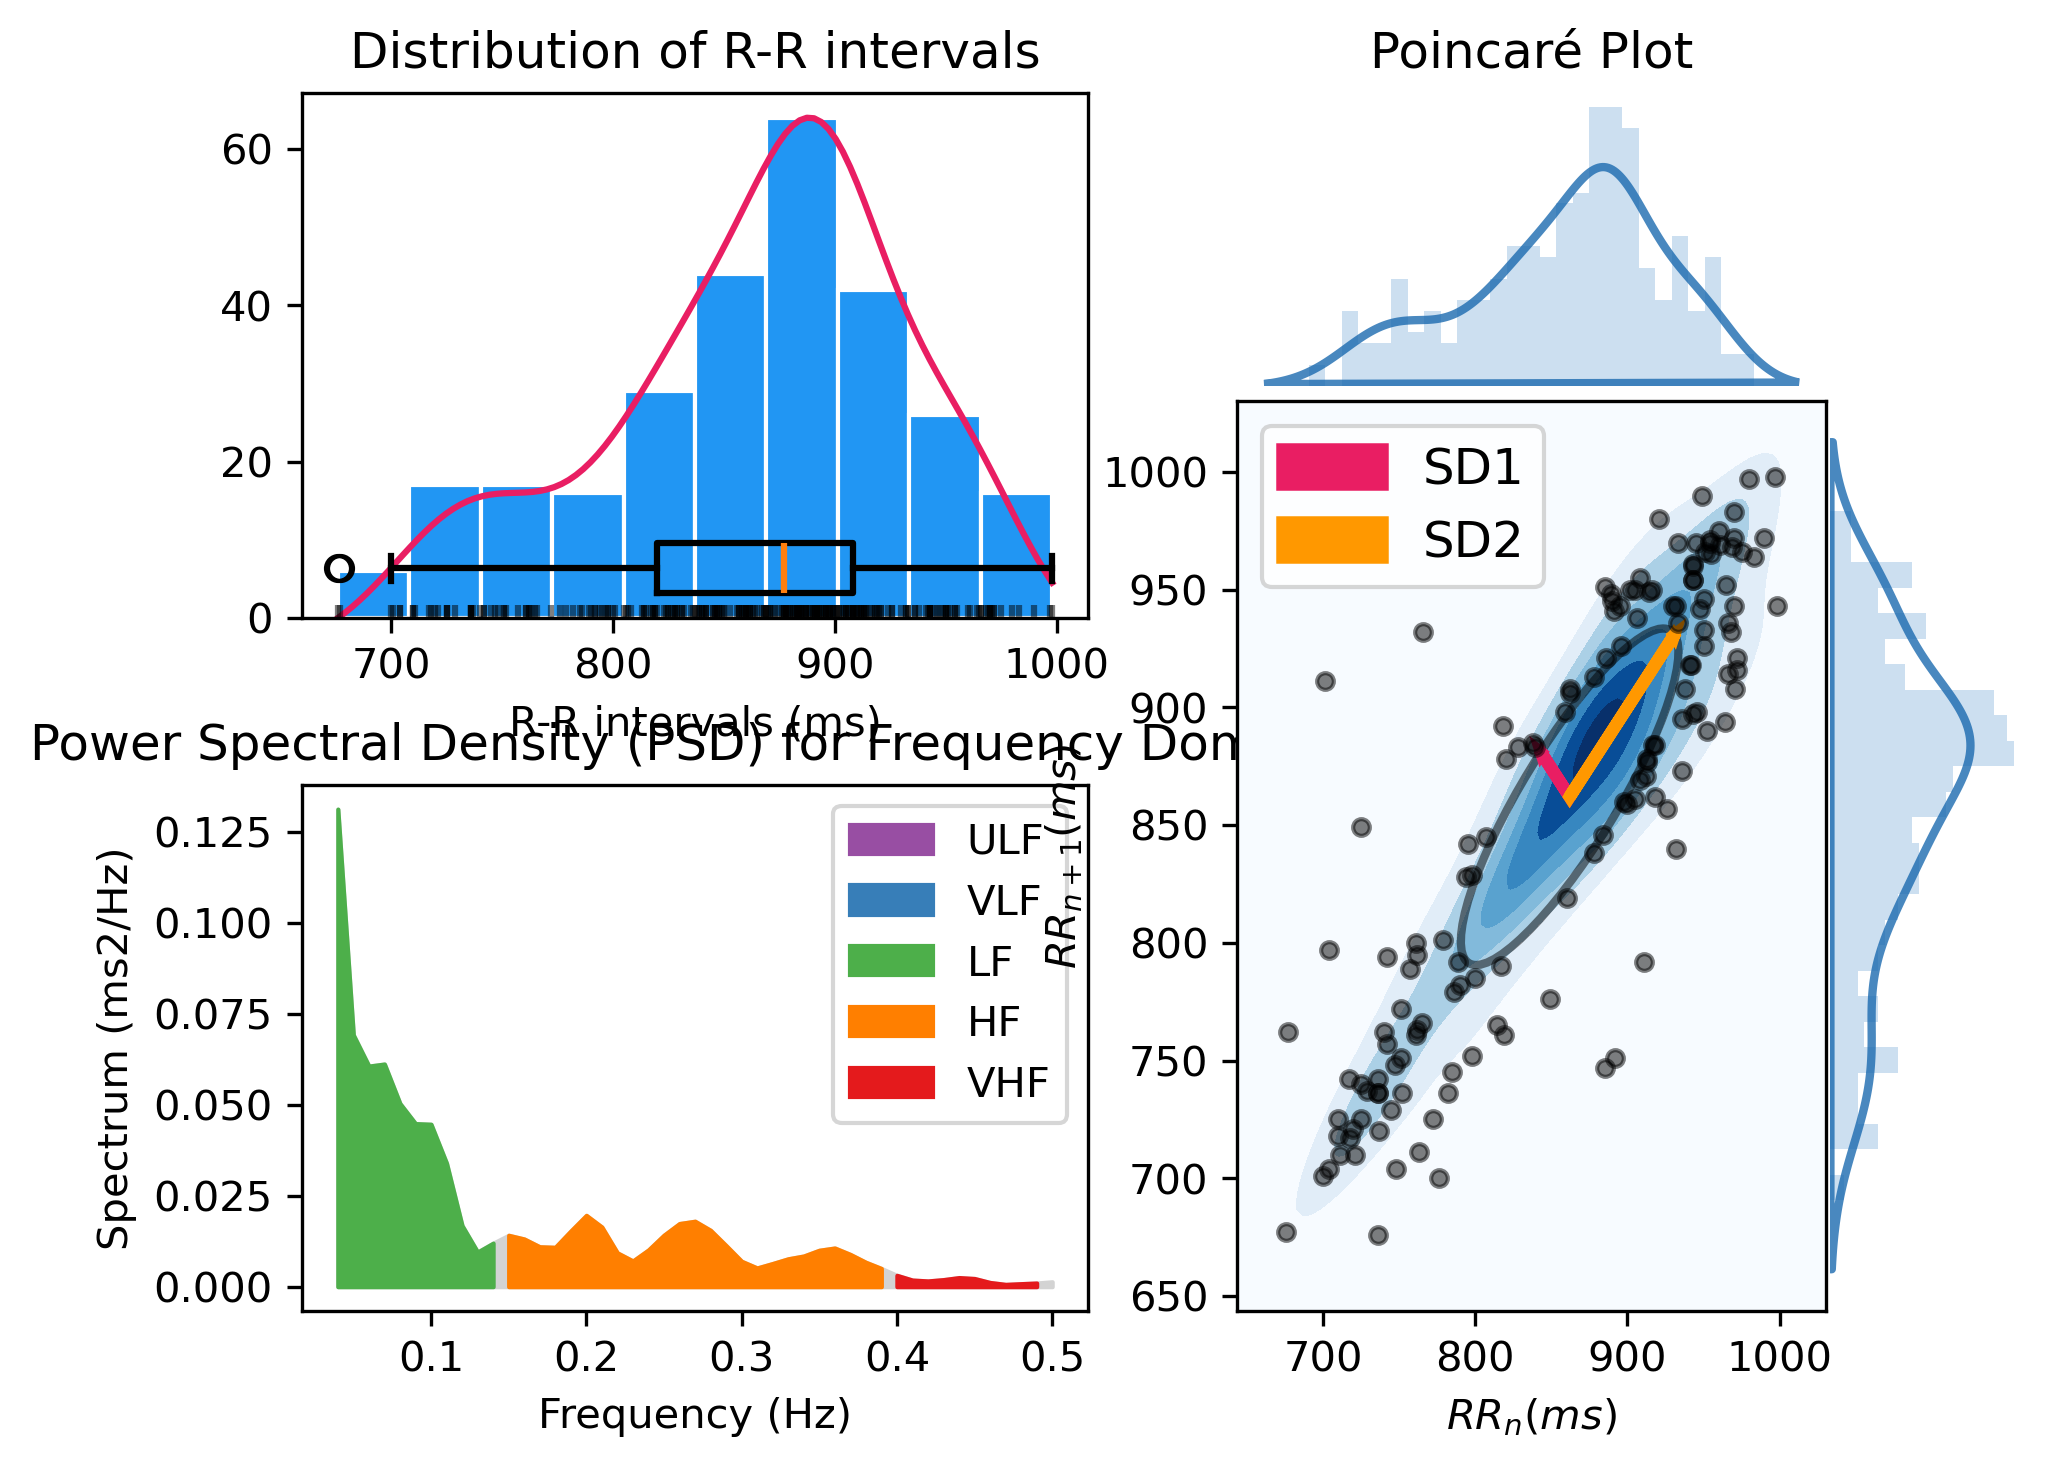 Distribution of R-R intervals
60
40
20
0
700 800 900 1000
R-R intervals (ms)
Power Spectral Density (PSD) for Frequency Don
Spectrum (ms2/Hz)
0.125
0.100
0.075
0.050
0.025
0.000
ULF
VLF
LF
HF
VHF
0.1 0.2 0.3 0.4 0.5
Frequency (Hz)
Poincaré Plot
SD1
SD2
RRn+1(ms)
1000
950
900
850
800
750
700
650
700 800 900 1000
RRn(ms)